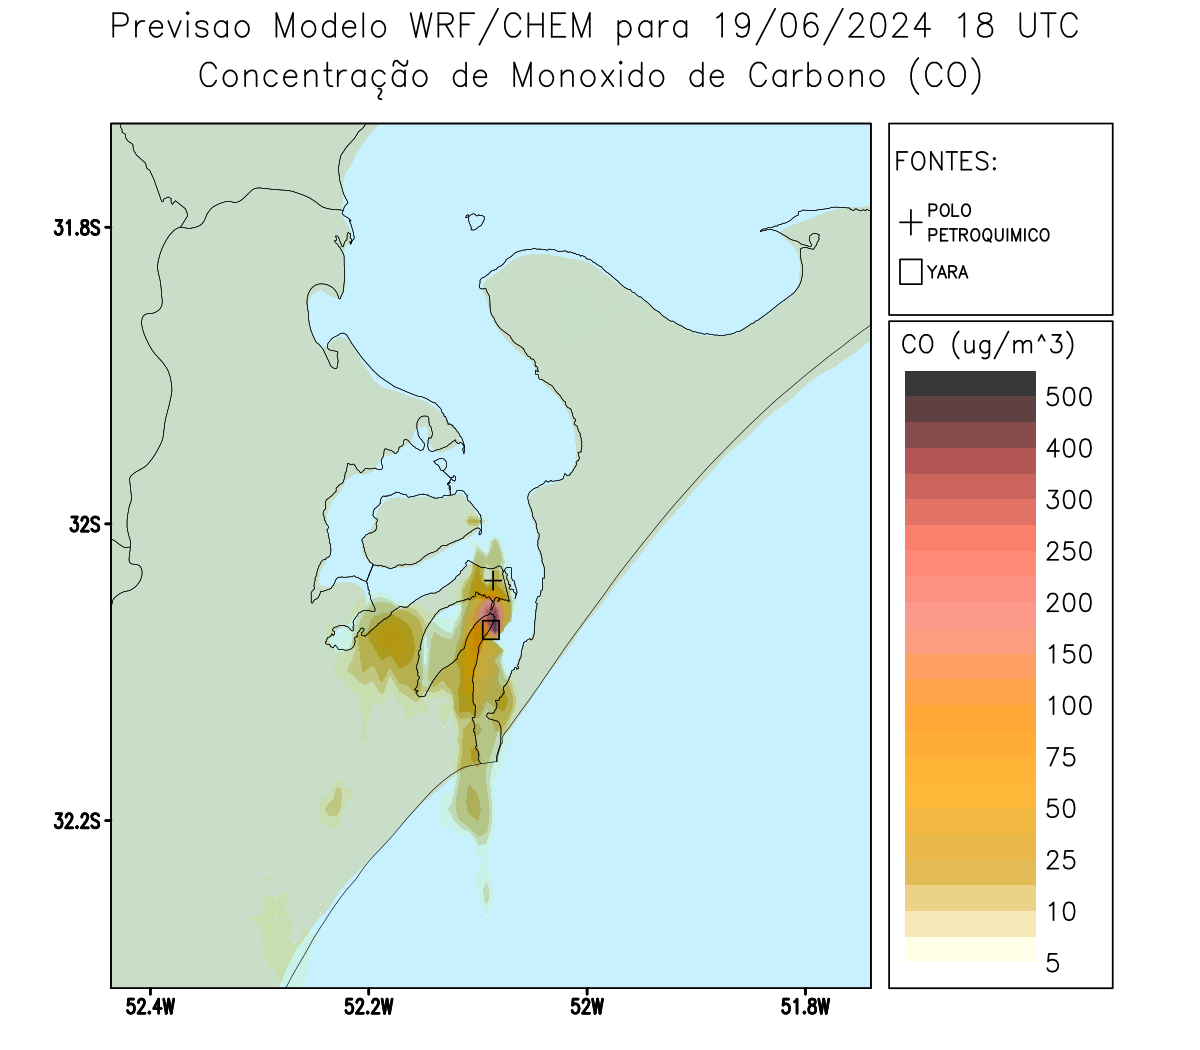 Previsao Modelo WRF/CHEM para 19/06/2024 18 UTC
Concentração de Monoxido de Carbono (CO)
FONTES:
POLO
PETROQUIMICO
YARA
31.8S
32S
32.2S
52.4W
52.2W
52W
51.8W
CO (ug/m^3)
500
400
300
250
200
150
100
75
50
25
10
5